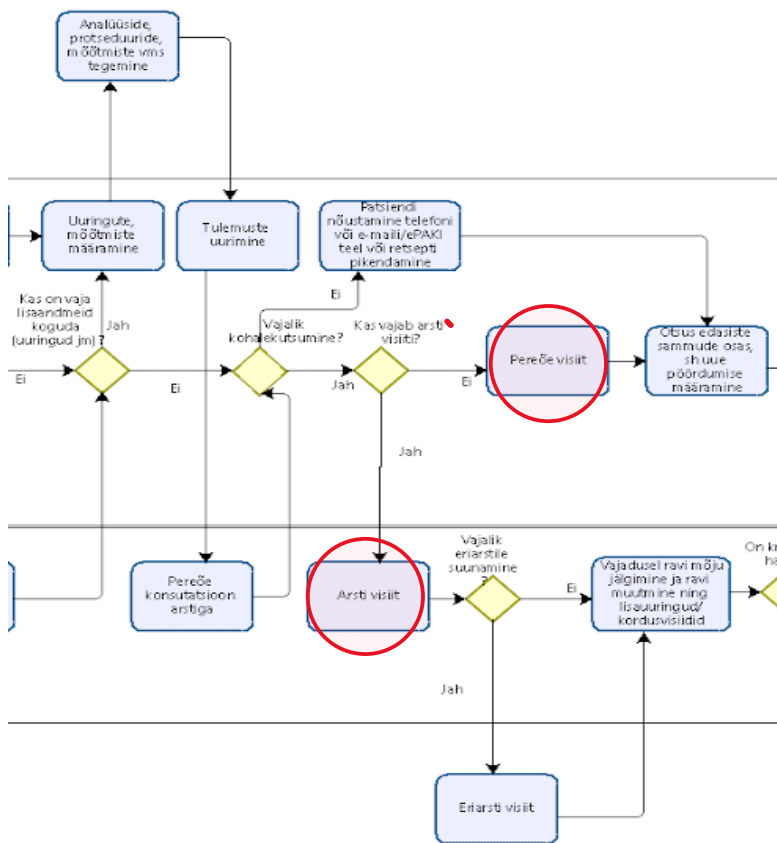 Analüüside,
protseduuride,
mõõtmiste vms
tegemine
Uuringute,
mõõtmiste
määramine
Tulemuste
uurimine
Patsiendi
nõustamine telefoni
või e-maili/ePAKI
teel või retsepti
pikendamine
Kas on vaja
lisaandmeid
koguda
(uuringud jm)?
Jah
Ei
Ei
Vajalik
kohalekutsumine?
Ei
Jah
Kas vajab arsti
visiiti?
Ei
Jah
Pereõe visiit
Otsus edasiste
sammude osas,
sh uue
pöördumise
määramine
Pereõe
konsutatsioon
arstiga
Arsti visiit
Vajalik
eriarstile
suunamine
?
Ei
Jah
Vajadusel ravi mõju
jälgimine ja ravi
muutmine ning
lisauuringud/
kordusvisiidid
On
Eriarsti visiit